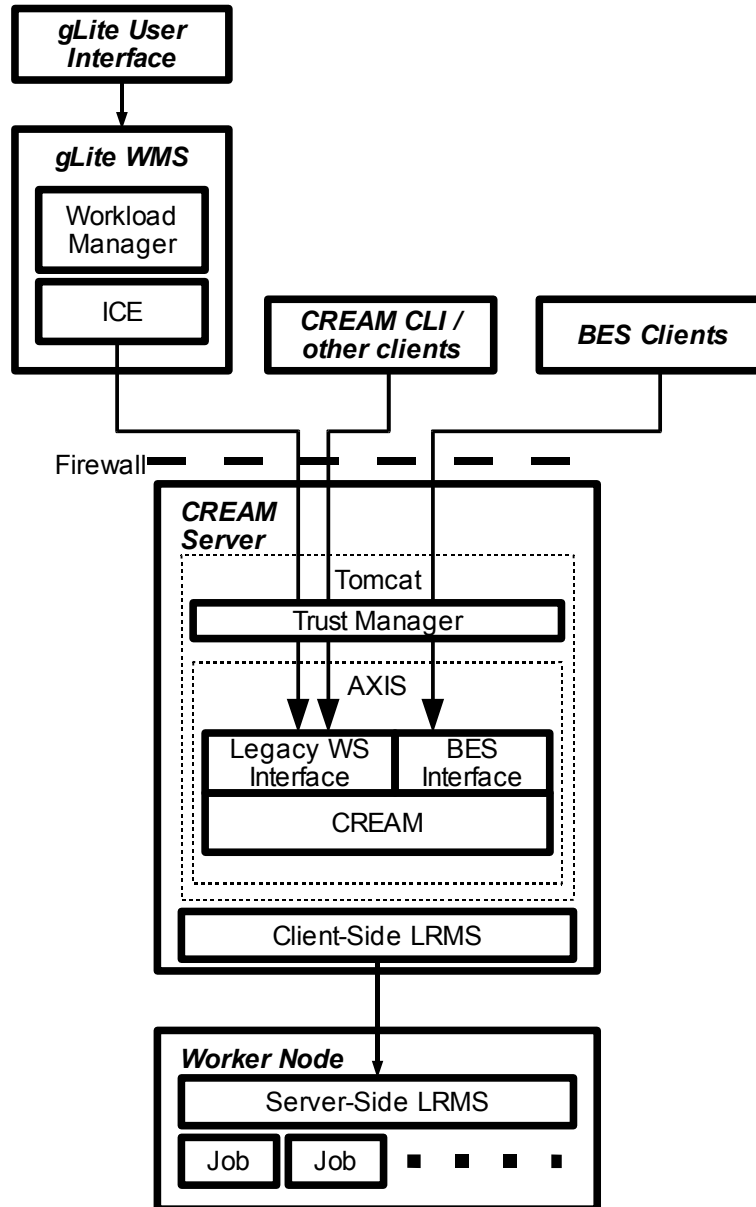 gLite User
Interface
gLite WMS
Workload
Manager
ICE
CREAM CLI /
other clients
BES Clients
Firewall
CREAM
Server
Tomcat
Trust Manager
AXIS
Legacy WS
Interface
BES
Interface
CREAM
Client-Side LRMS
Worker Node
Server-Side LRMS
Job
Job